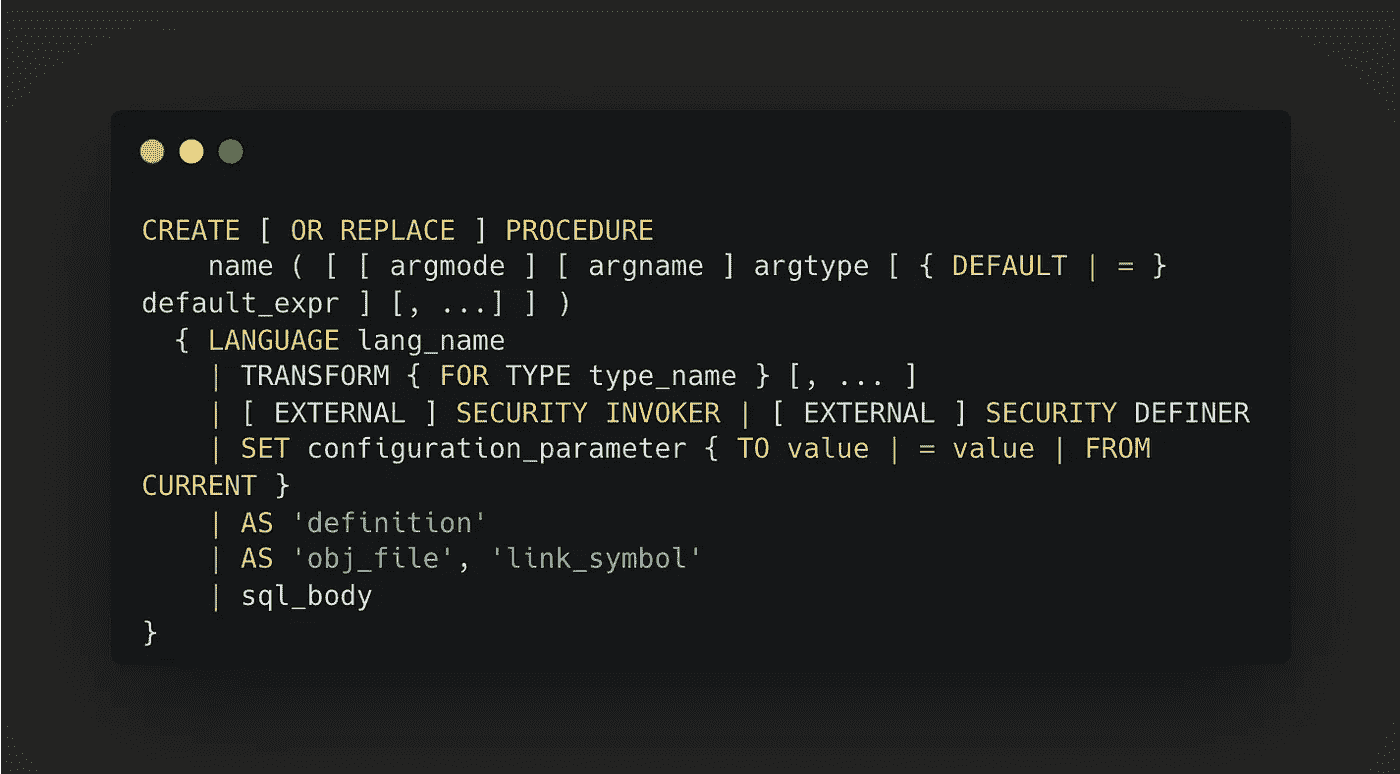 CREATE [ OR REPLACE ] PROCEDURE
name ( [ [ argmode ] [ argname ] argtype [ { DEFAULT | = }
default_expr ] [, ...] ] )
{ LANGUAGE lang_name
| TRANSFORM { FOR TYPE type_name } [, ... ]
| [ EXTERNAL ] SECURITY INVOKER | [ EXTERNAL ] SECURITY DEFINER
| SET configuration_parameter { TO value | = value | FROM
CURRENT }
| AS 'definition'
| AS 'obj_file', 'link_symbol'
| sql_body
}